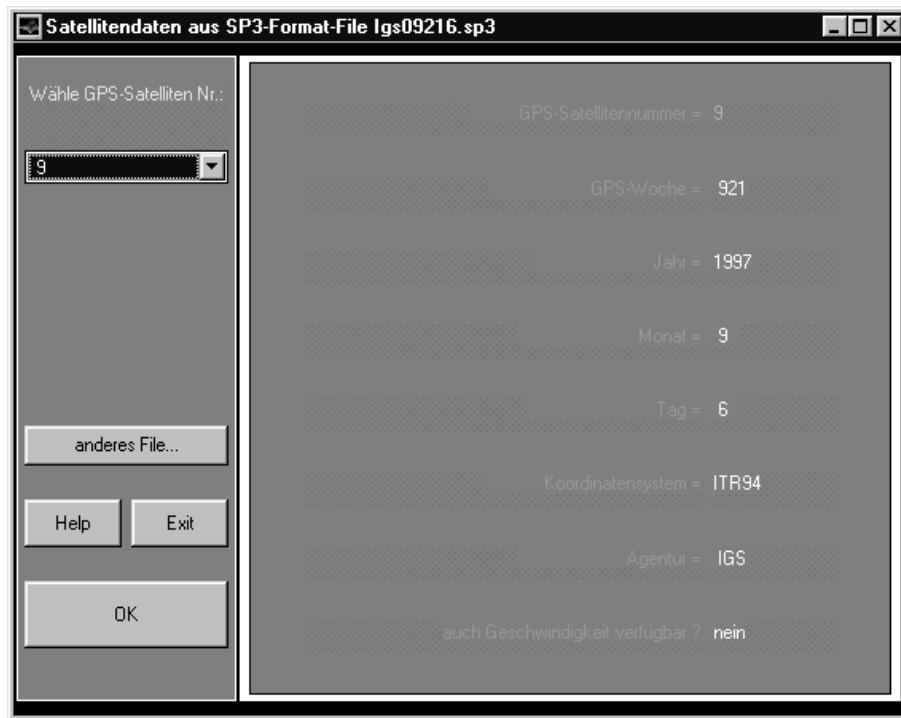 Satellitendaten aus SP3-Format-File Igs09216.sp3
Wähle GPS-Satelliten Nr.:
9
anderes File...
Help
Exit
OK
GPS-Satellitennummer = 9
GPS-Woche = 921
Jahr = 1997
Monat = 9
Tag = 6
Koordinatensystem = ITR94
Agentur = IGS
auch Geschwindigkeit verfügbar ? nein